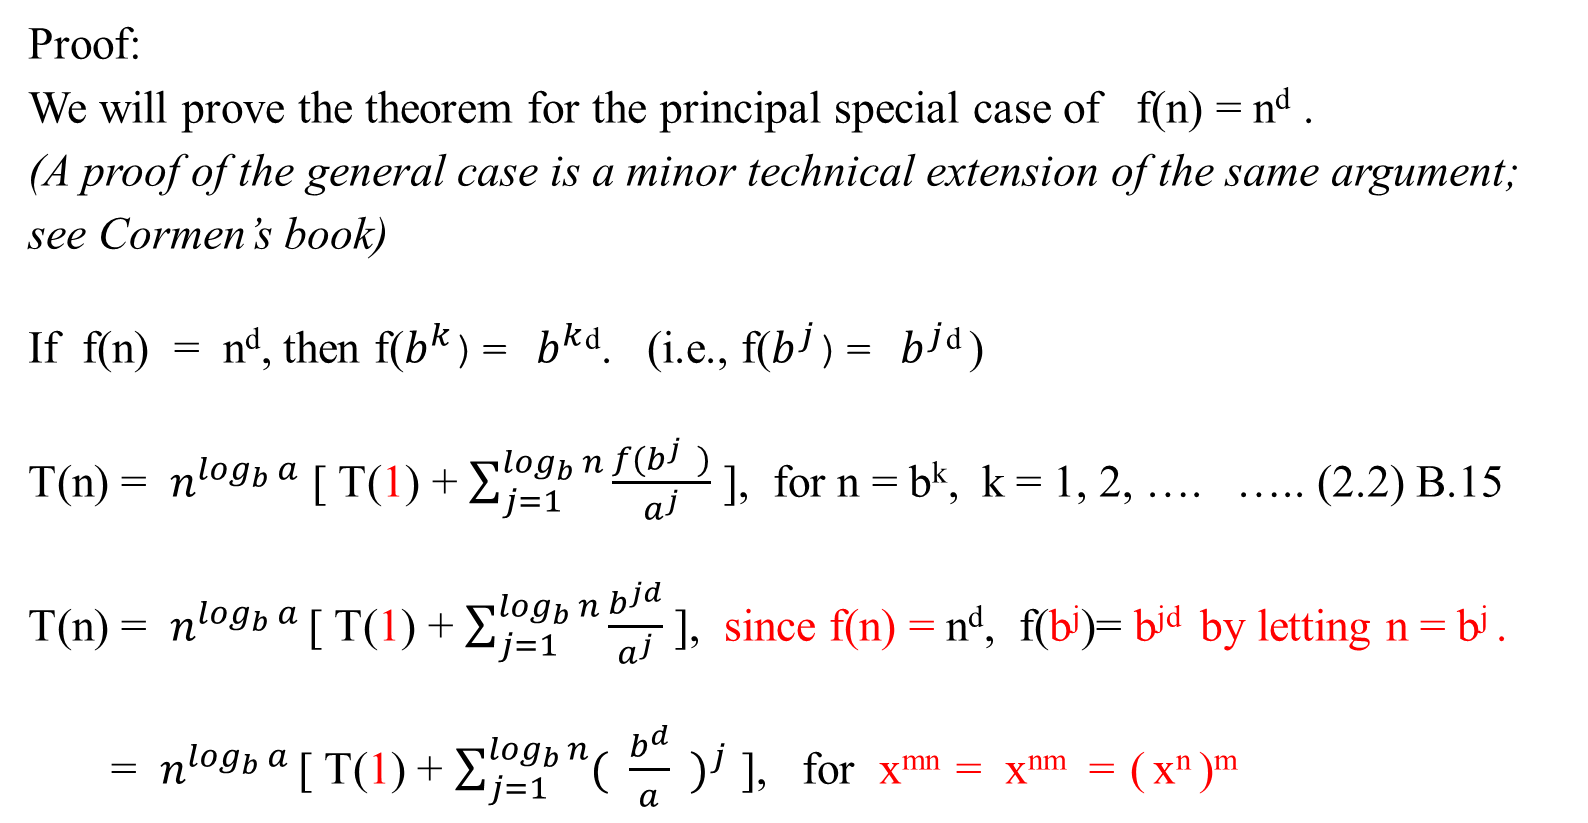 Proof:
We will prove the theorem for the principal special case of f(n) = n^d .
(A proof of the general case is a minor technical extension of the same argument;
see Cormen’s book)
If f(n) = n^d, then f(b^k) = b^{kd}. (i.e., f(b^j) = b^{jd})
T(n) = n^{log_b a} [ T(1) + ∑_{j=1}^{log_b n} \frac{f(b^j)}{a^j} ], for n = b^k, k = 1, 2, …. ….. (2.2) B.15
T(n) = n^{log_b a} [ T(1) + ∑_{j=1}^{log_b n} \frac{b^{jd}}{a^j} ], since f(n) = n^d, f(b^j)= b^{jd} by letting n = b^j .
= n^{log_b a} [ T(1) + ∑_{j=1}^{log_b n} ( \frac{b^d}{a} )^j ], for x^{mn} = x^{nm} = ( x^n )^m